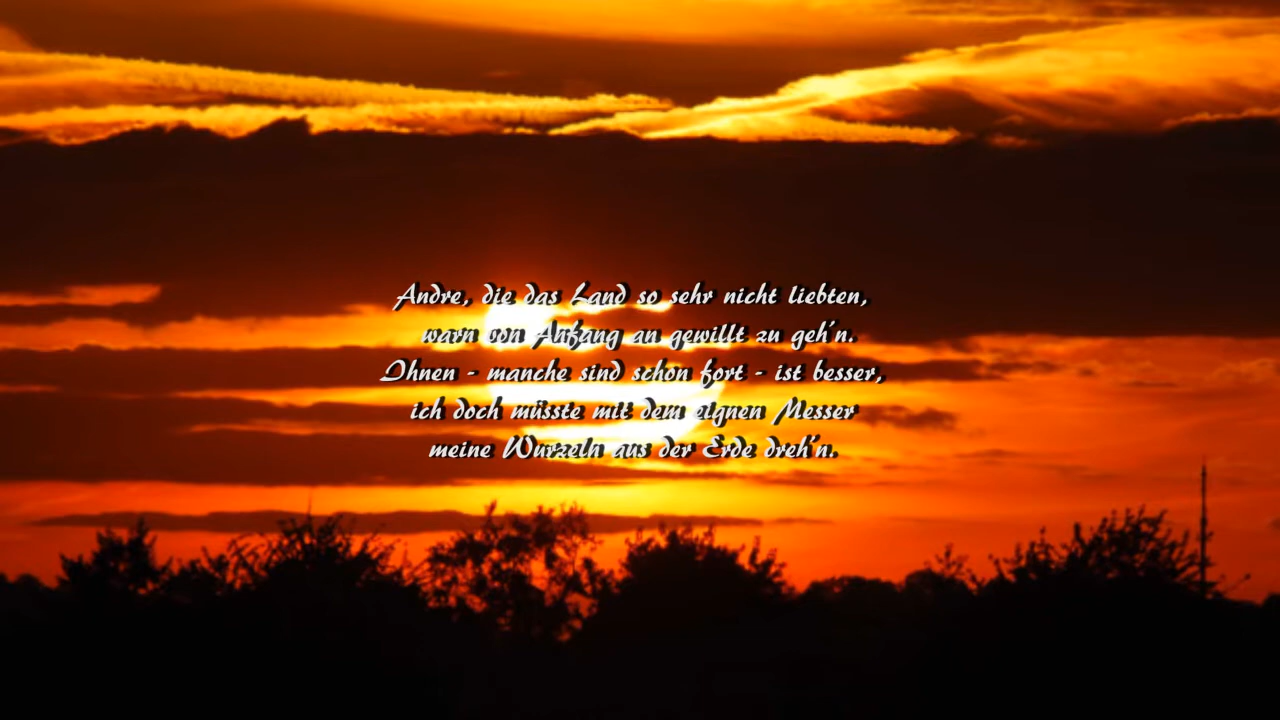 Andre, die das Land so sehr nicht liebten,
warn von Anfang an gewillt zu geh'n.
Ihnen - manche sind schon fort - ist besser,
ich doch müsste mit dem eignen Messer
meine Wurzeln aus der Erde dreh'n.